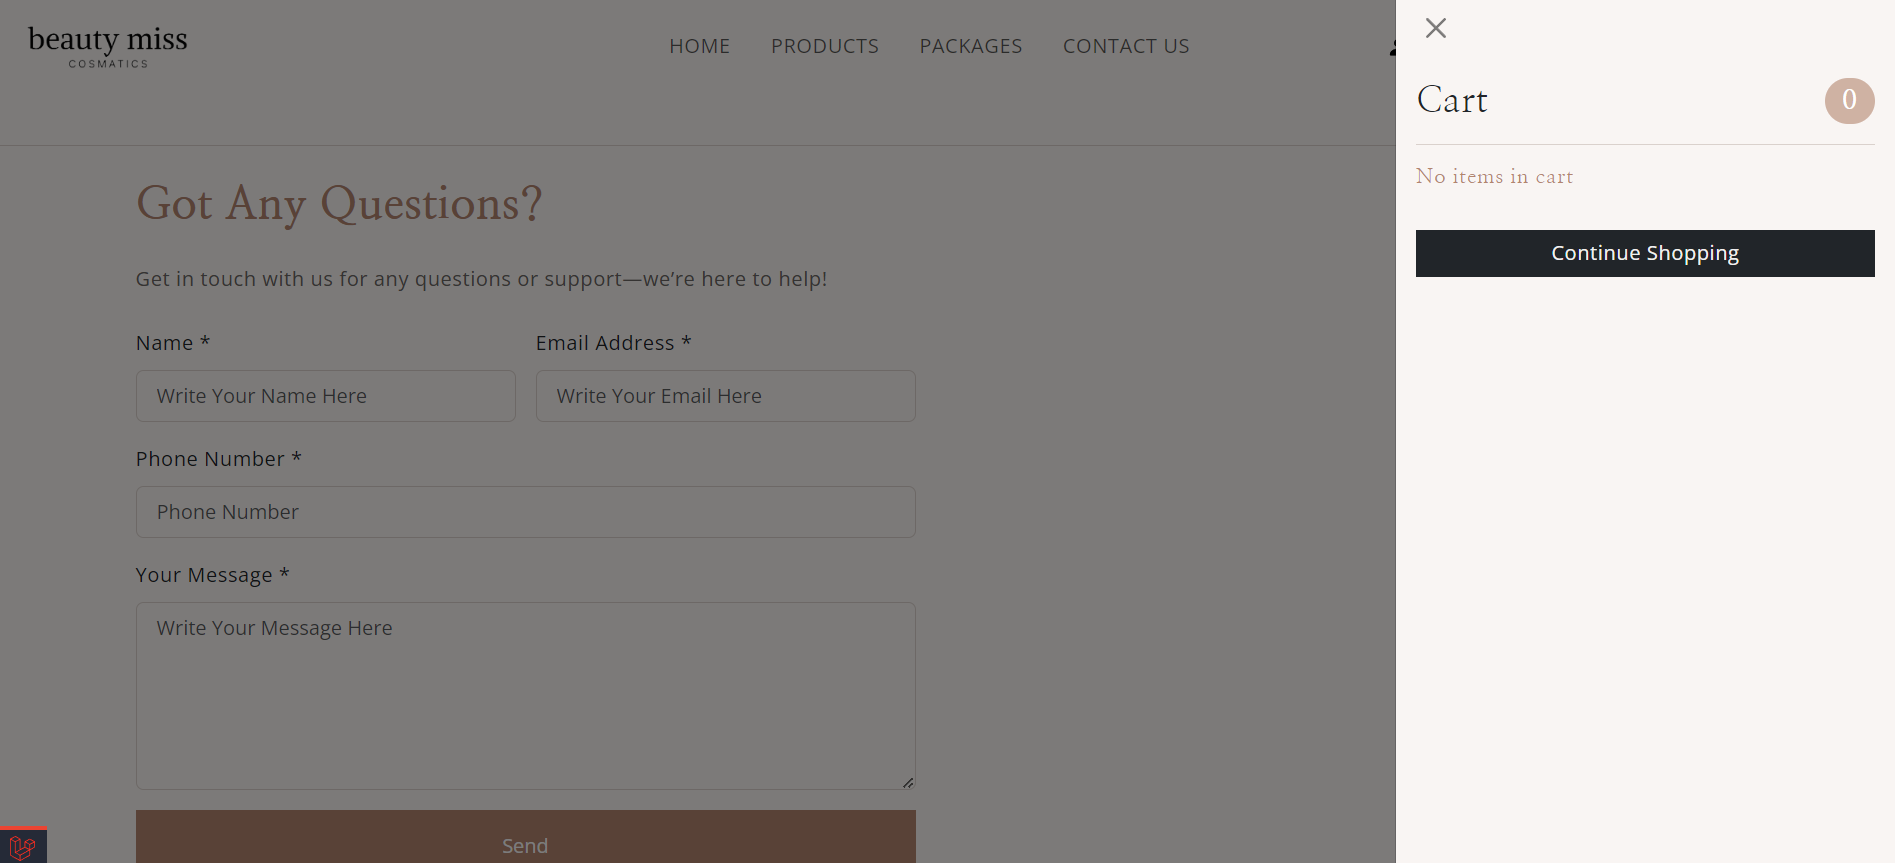 beauty miss
COSMATICS
HOME PRODUCTS PACKAGES CONTACT US
Got Any Questions?
Get in touch with us for any questions or support—we’re here to help!
Name * Email Address *
Write Your Name Here Write Your Email Here
Phone Number *
Phone Number
Your Message *
Write Your Message Here
Send
Cart 0
No items in cart
Continue Shopping